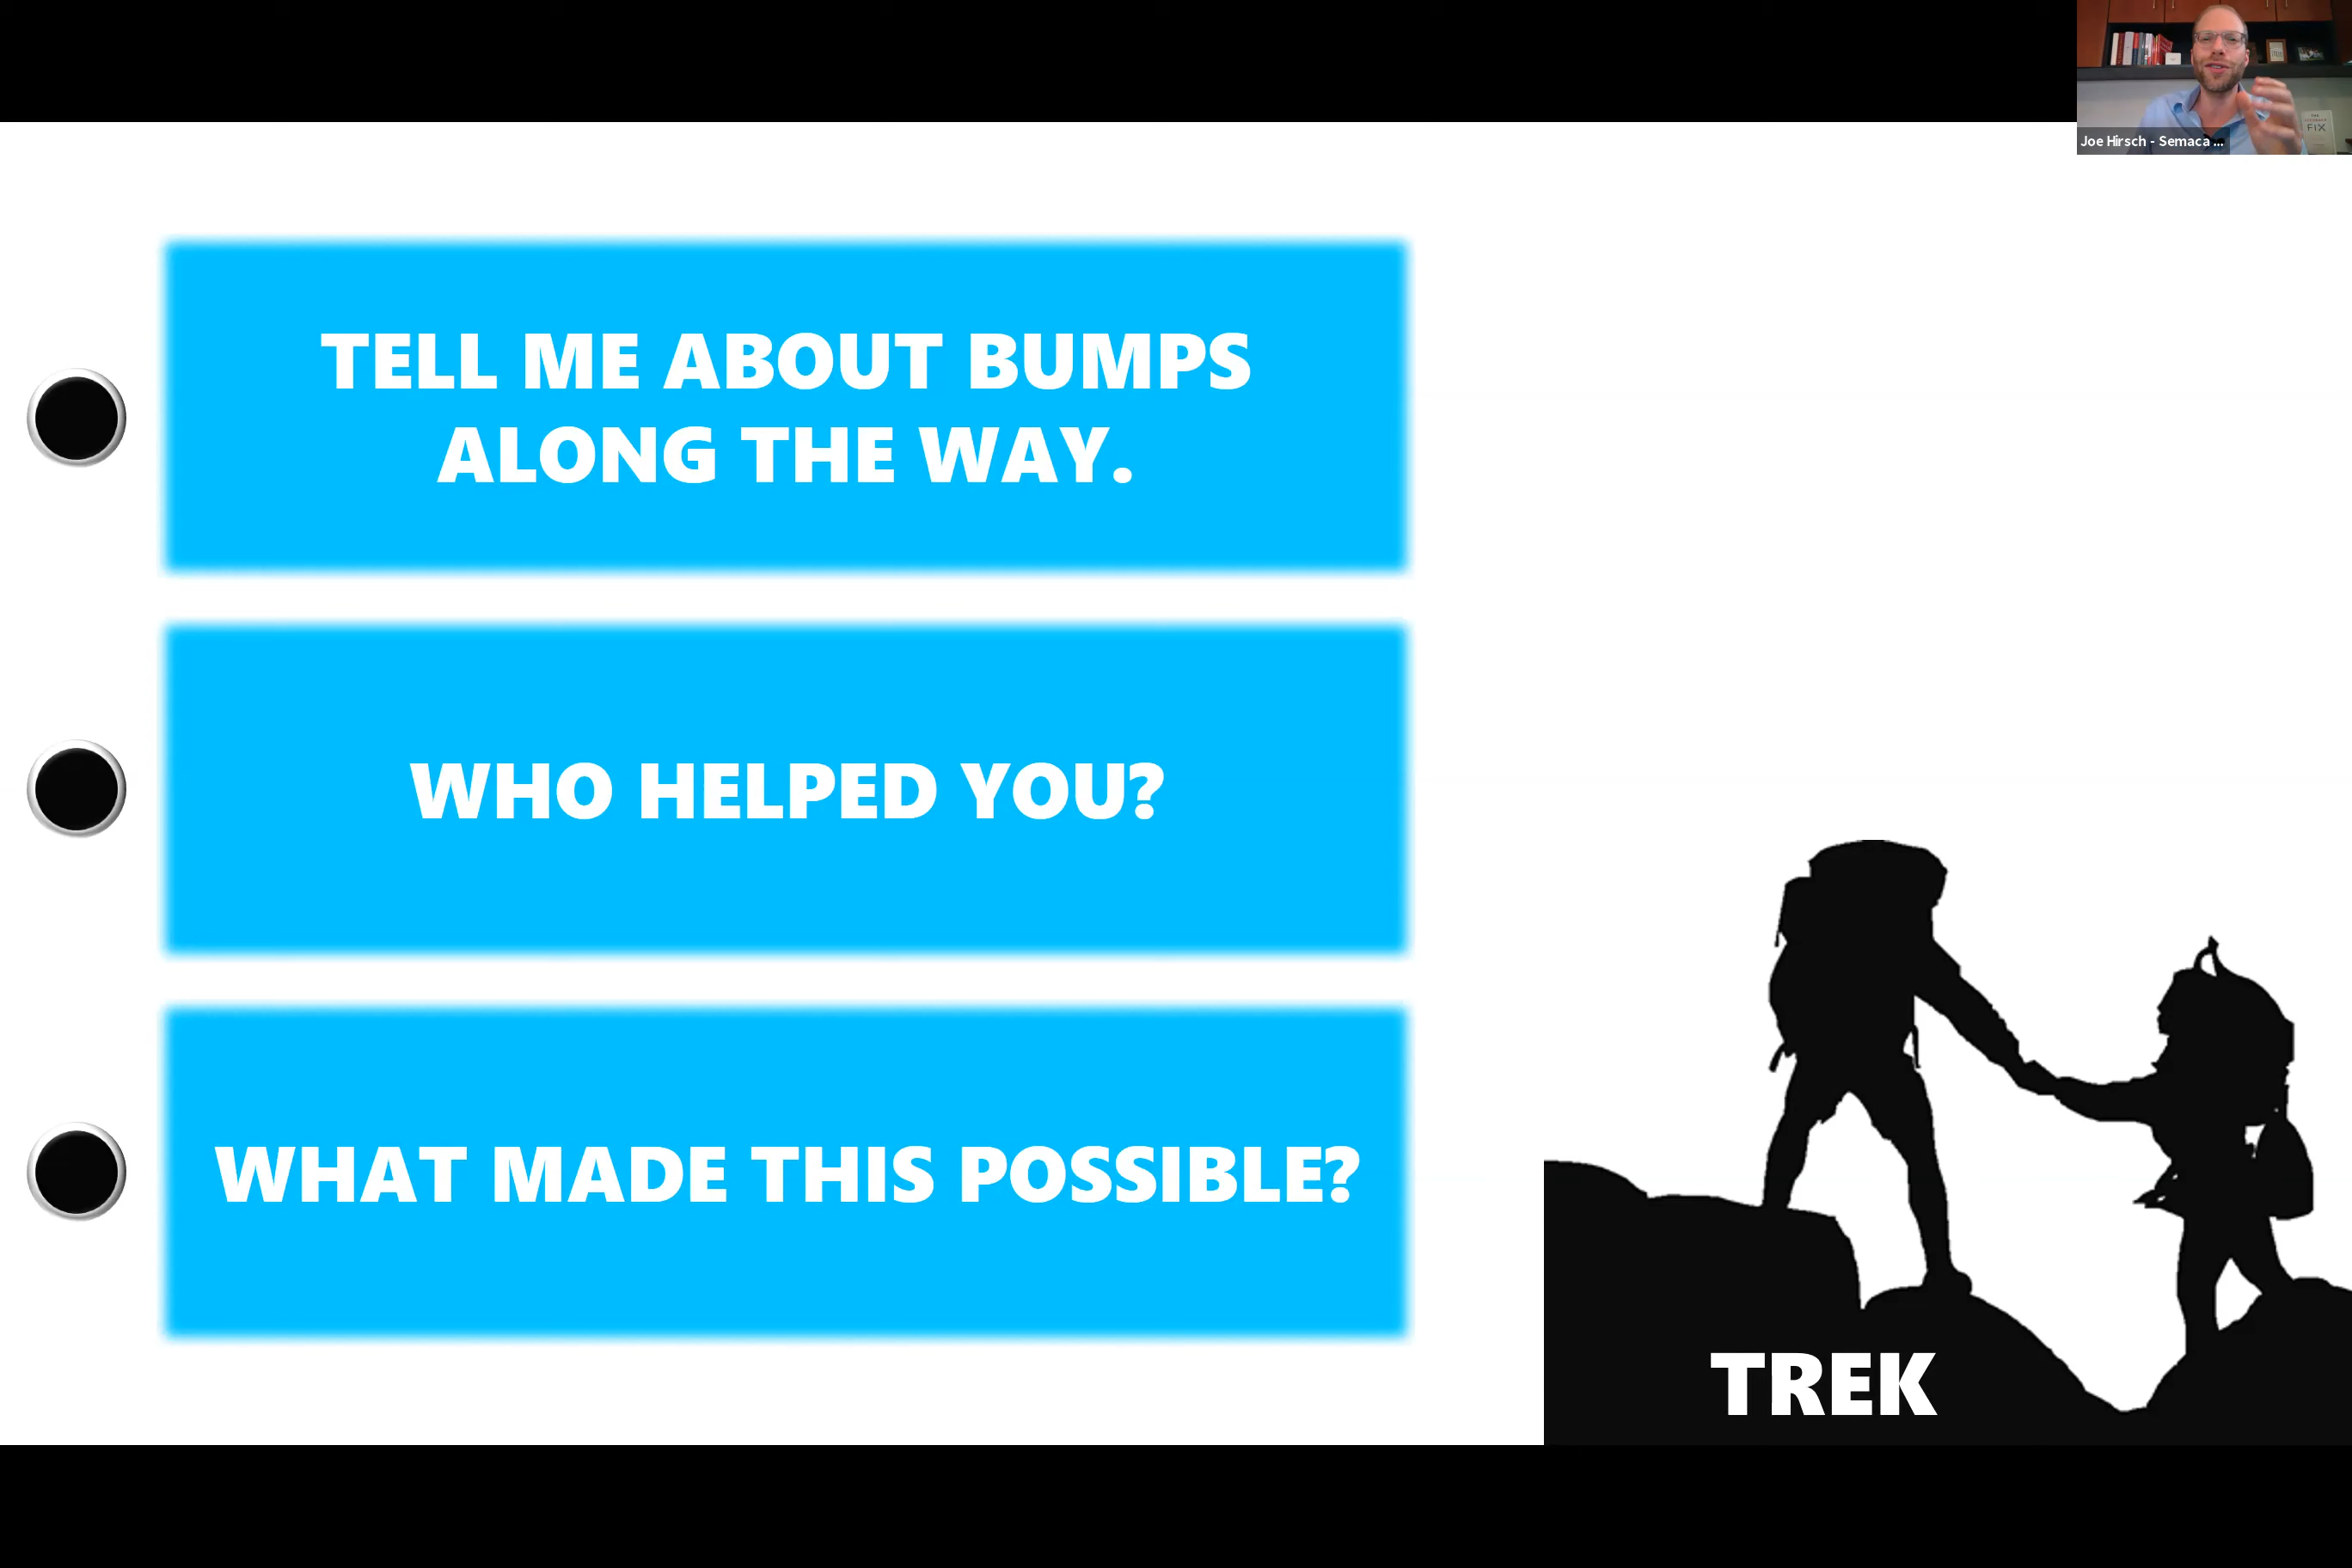 Joe Hirsch - Semaca ...
FIX
TELL ME ABOUT BUMPS
ALONG THE WAY.
WHO HELPED YOU?
WHAT MADE THIS POSSIBLE?
TREK